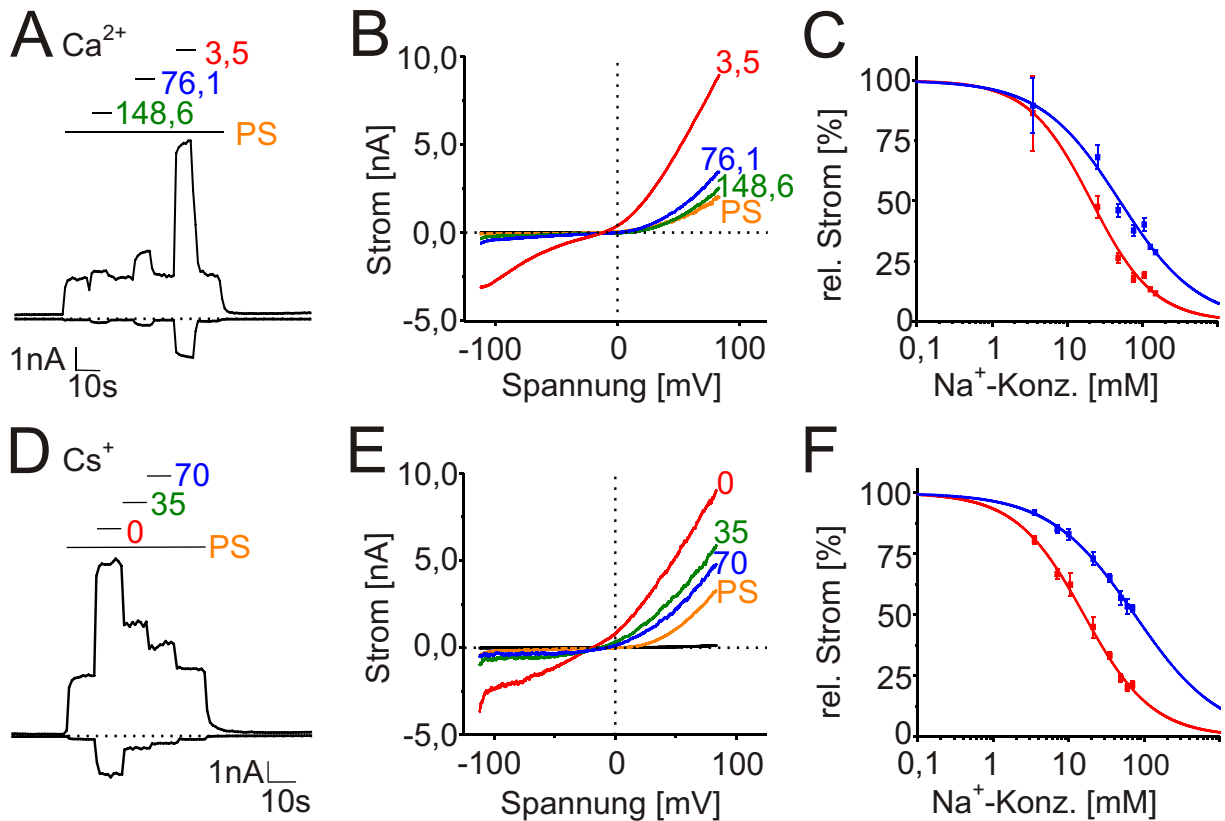 A
Ca²⁺
3,5
76,1
148,6
PS
1nA
10s
B
10,0
5,0
0,0
-5,0
Strom [nA]
3,5
76,1
148,6
PS
-100
0
100
Spannung [mV]
C
100
75
50
25
0
rel. Strom [%]
0,1
1
10
100
Na⁺-Konz. [mM]
D
Cs⁺
70
35
0
PS
1nA
10s
E
10,0
5,0
0,0
-5,0
Strom [nA]
0
35
70
PS
-100
0
100
Spannung [mV]
F
100
75
50
25
0
rel. Strom [%]
0,1
1
10
100
Na⁺-Konz. [mM]